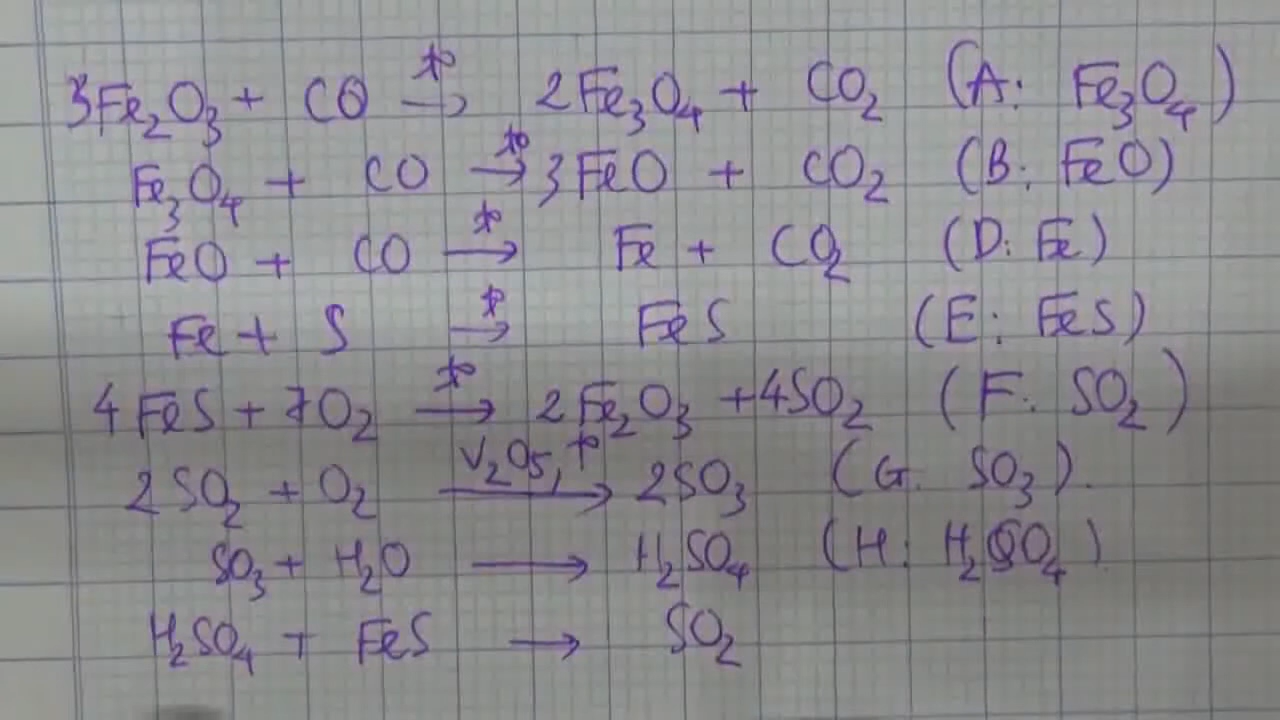 3Fe₂O₃ + CO →(t°) 2Fe₃O₄ + CO₂ (A: Fe₃O₄)
Fe₃O₄ + CO →(t°) 3FeO + CO₂ (B: FeO)
FeO + CO →(t°) Fe + CO₂ (D: Fe)
Fe + S →(t°) FeS (E: FeS)
4FeS + 7O₂ →(t°) 2Fe₂O₃ + 4SO₂ (F: SO₂)
2SO₂ + O₂ →(V₂O₅, t°) 2SO₃ (G. SO₃).
SO₃ + H₂O → H₂SO₄ (H: H₂SO₄)
H₂SO₄ + FeS → SO₂